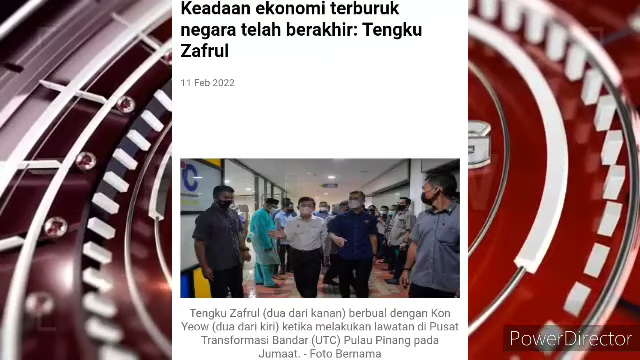 Keadaan ekonomi terburuk
negara telah berakhir: Tengku
Zafrul
11 Feb 2022
Tengku Zafrul (dua dari kanan) berbual dengan Kon
Yeow (dua dari kiri) ketika melakukan lawatan di Pusat
Transformasi Bandar (UTC) Pulau Pinang pada
Jumaat. - Foto Bernama
PowerDirector